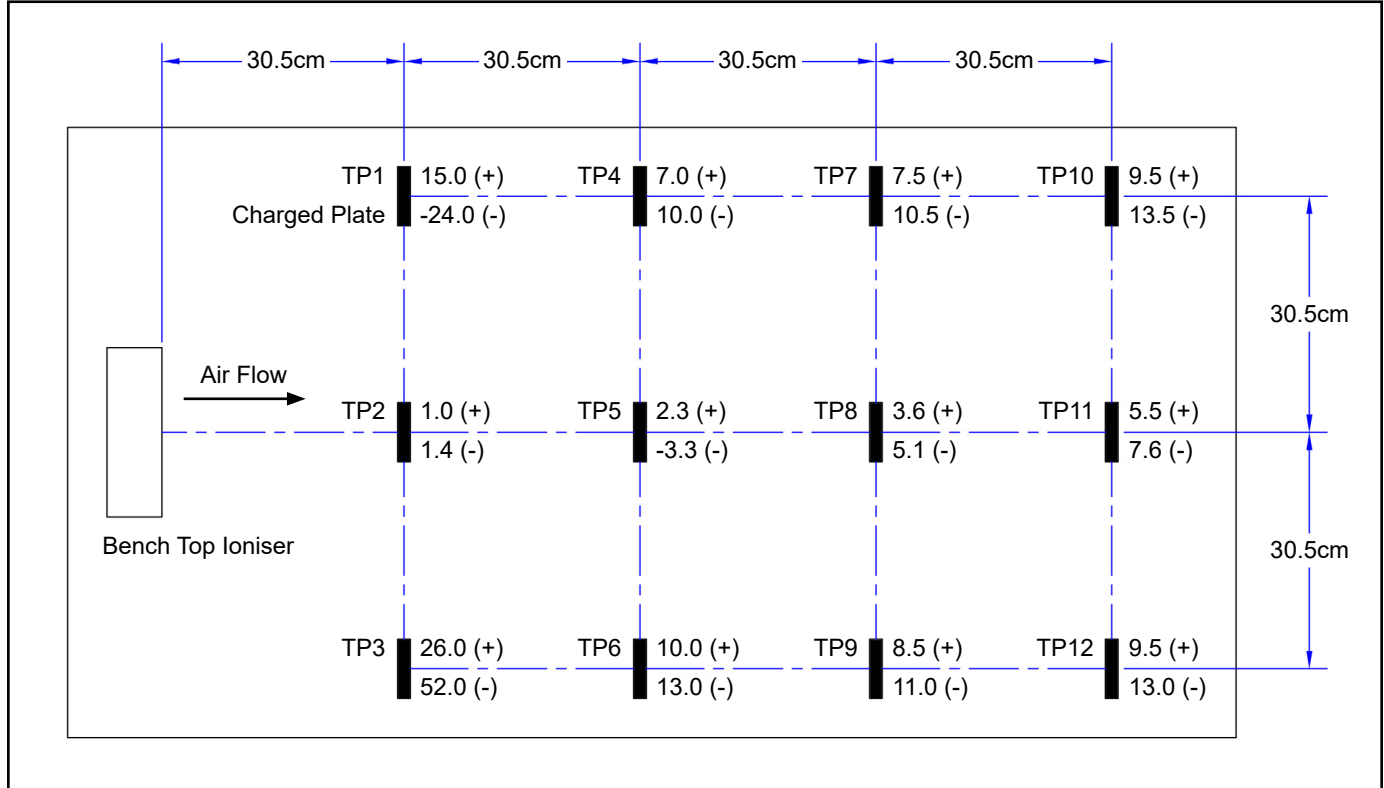 30.5cm 30.5cm 30.5cm 30.5cm
TP1 15.0 (+) TP4 7.0 (+) TP7 7.5 (+) TP10 9.5 (+)
Charged Plate -24.0 (-) 10.0 (-) 10.5 (-) 13.5 (-)
30.5cm
Air Flow
TP2 1.0 (+) TP5 2.3 (+) TP8 3.6 (+) TP11 5.5 (+)
1.4 (-) -3.3 (-) 5.1 (-) 7.6 (-)
Bench Top Ioniser
30.5cm
TP3 26.0 (+) TP6 10.0 (+) TP9 8.5 (+) TP12 9.5 (+)
52.0 (-) 13.0 (-) 11.0 (-) 13.0 (-)